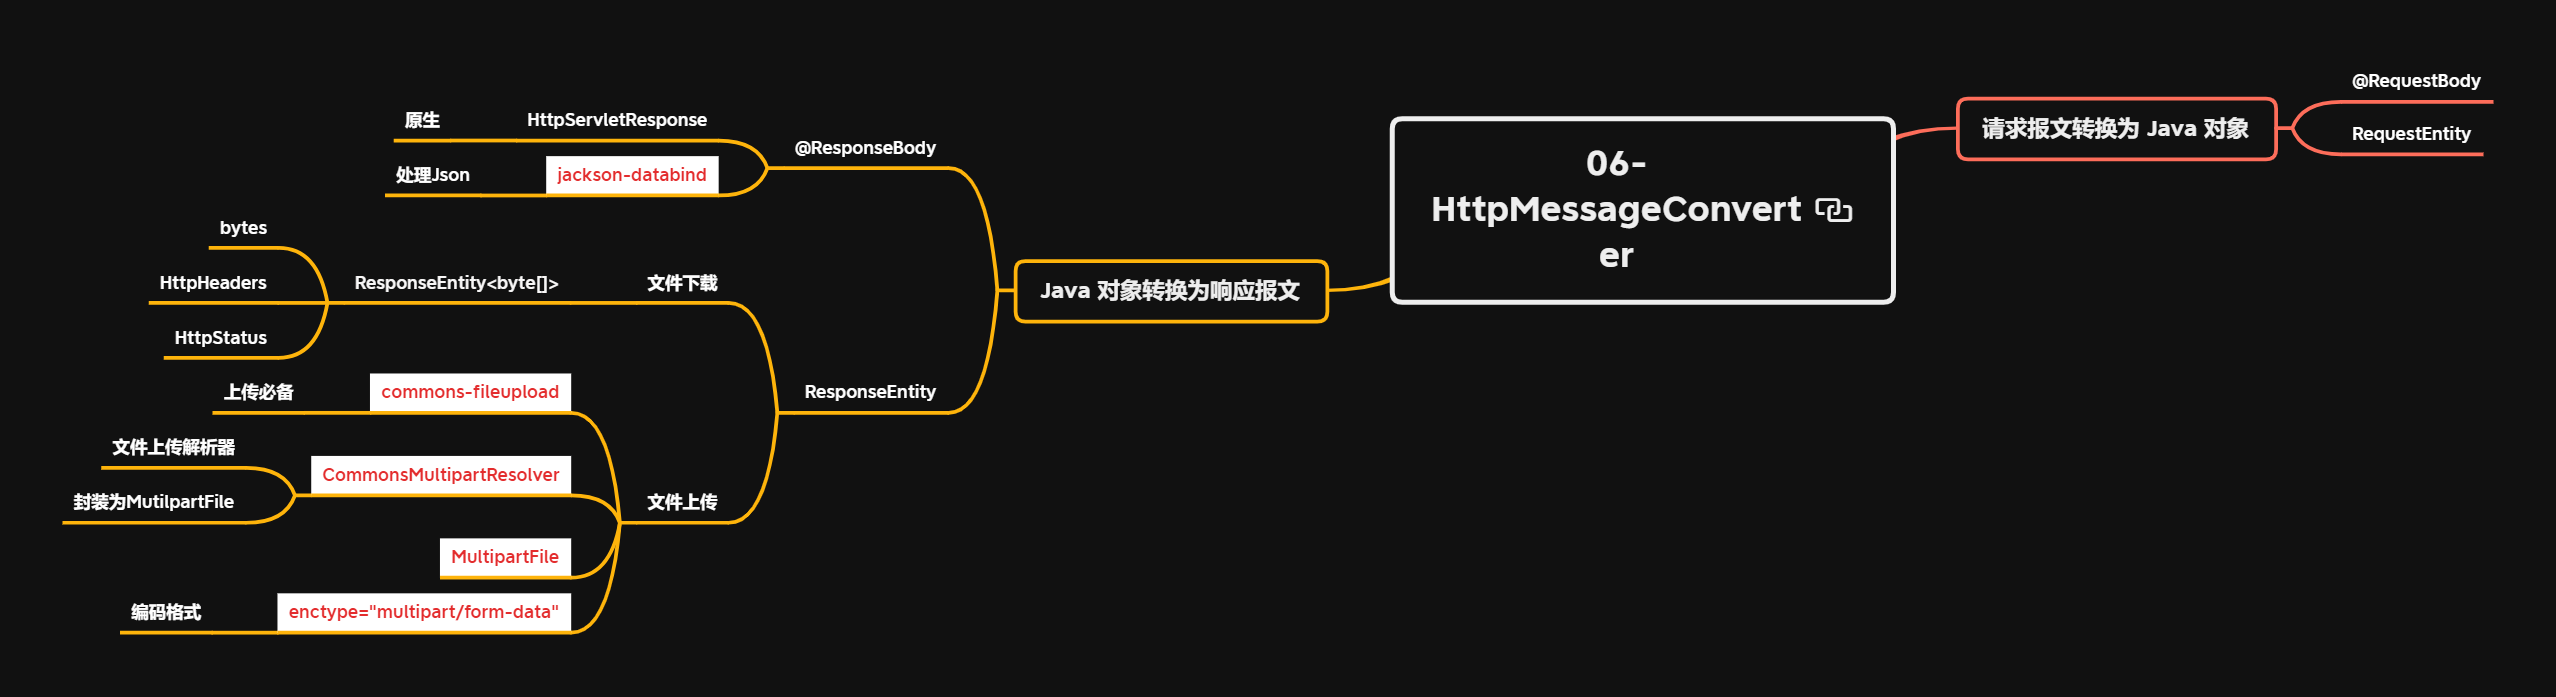 06-
HttpMessageConvert
er
请求报文转换为 Java 对象
@RequestBody
RequestEntity
Java 对象转换为响应报文
@ResponseBody
HttpServletResponse
原生
jackson-databind
处理Json
ResponseEntity
文件下载
ResponseEntity<byte[]>
bytes
HttpHeaders
HttpStatus
文件上传
commons-fileupload
上传必备
CommonsMultipartResolver
文件上传解析器
封装为MutilpartFile
MultipartFile
enctype="multipart/form-data"
编码格式